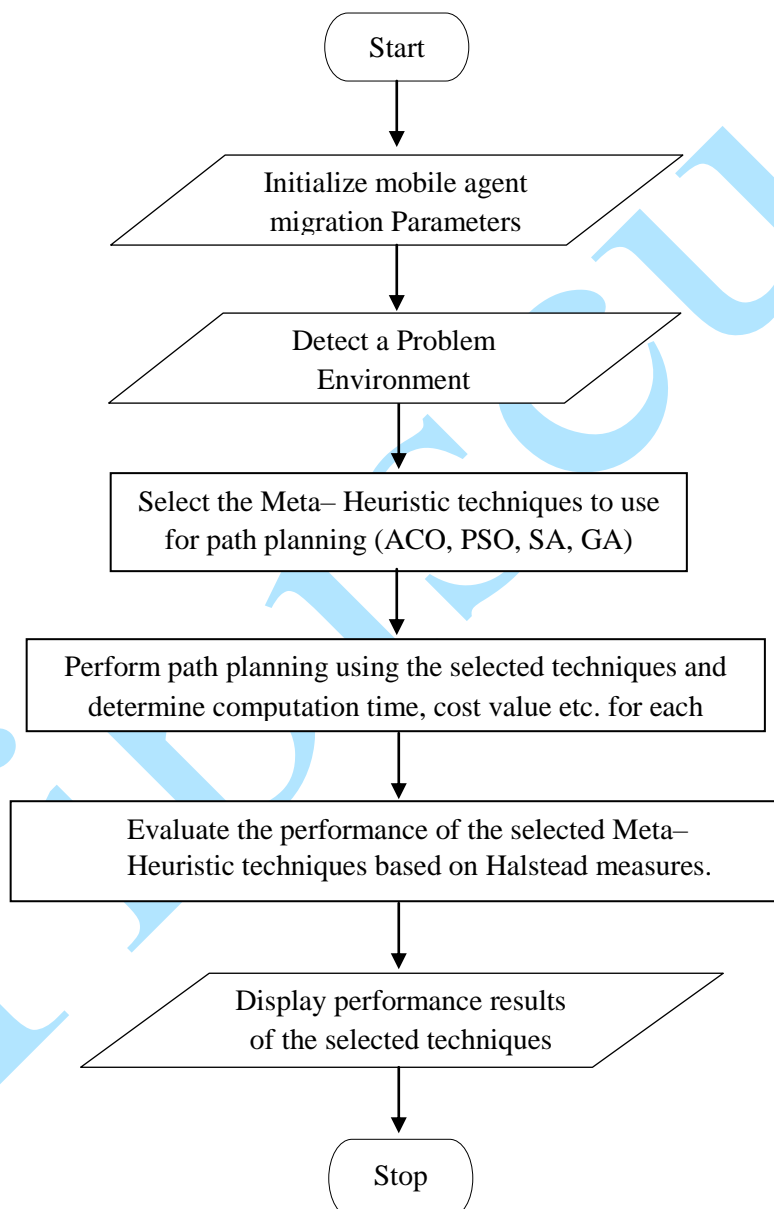 Start
Initialize mobile agent
migration Parameters
Detect a Problem
Environment
Select the Meta– Heuristic techniques to use
for path planning (ACO, PSO, SA, GA)
Perform path planning using the selected techniques and
determine computation time, cost value etc. for each
Evaluate the performance of the selected Meta–
Heuristic techniques based on Halstead measures.
Display performance results
of the selected techniques
Stop